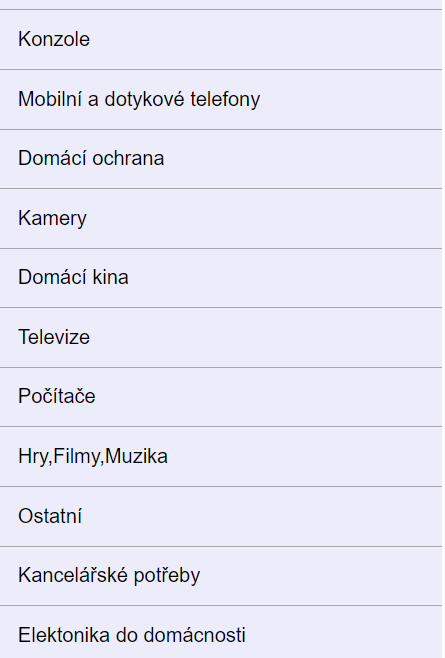 Konzole
Mobilní a dotykové telefony
Domácí ochrana
Kamery
Domácí kina
Televize
Počítače
Hry,Filmy,Muzika
Ostatní
Kancelářské potřeby
Elektonika do domácnosti